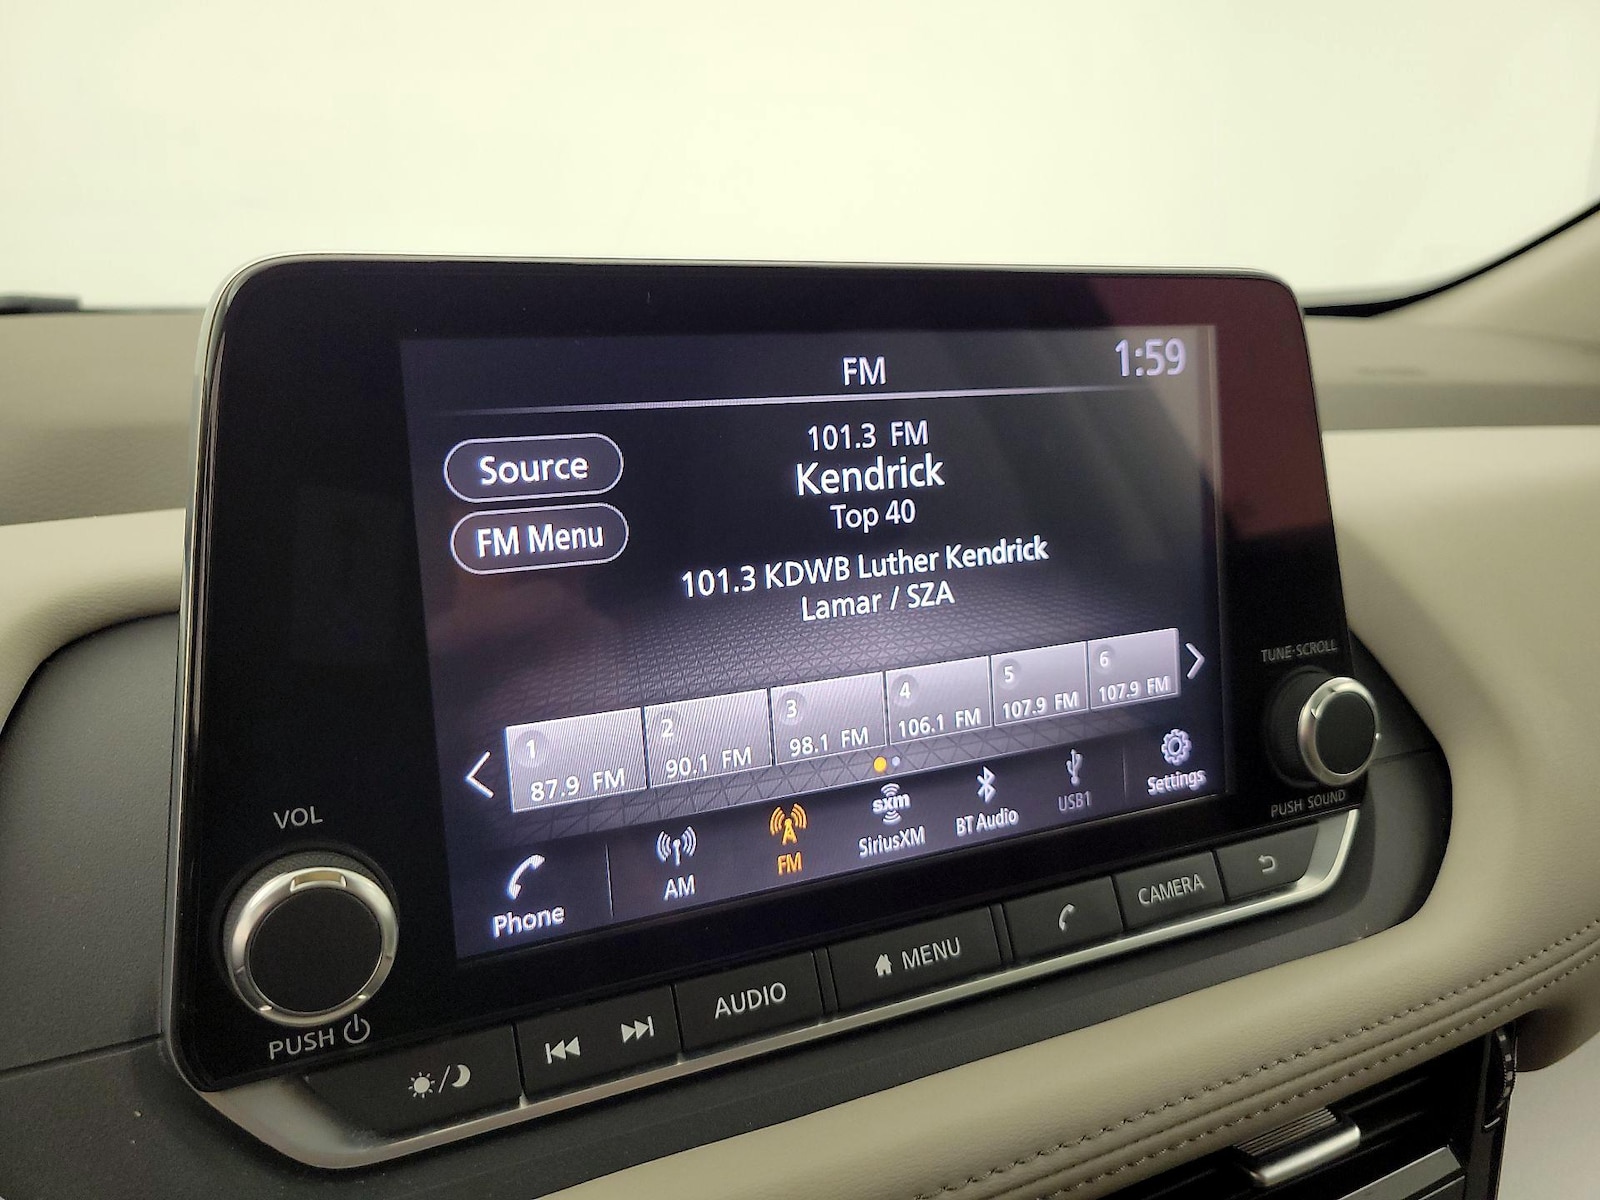 FM
1:59
101.3 FM
Kendrick
Top 40
101.3 KDWB Luther Kendrick
Lamar / SZA
Source
FM Menu
1
87.9 FM
2
90.1 FM
3
98.1 FM
4
106.1 FM
5
107.9 FM
6
107.9 FM
Phone
AM
FM
sxm
SiriusXM
BT Audio
USB1
Settings
VOL
PUSH
TUNE·SCROLL
PUSH SOUND
AUDIO
MENU
CAMERA